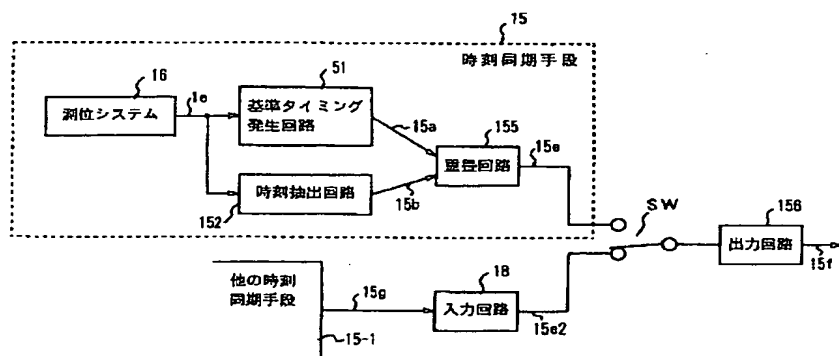 15
時刻同期手段
16
測位システム
1e
51
基準タイミング
発生回路
15a
155
重畳回路
15e
152
時刻抽出回路
15b
SW
156
出力回路
15f
他の時刻
同期手段
15-1
15g
18
入力回路
15e2